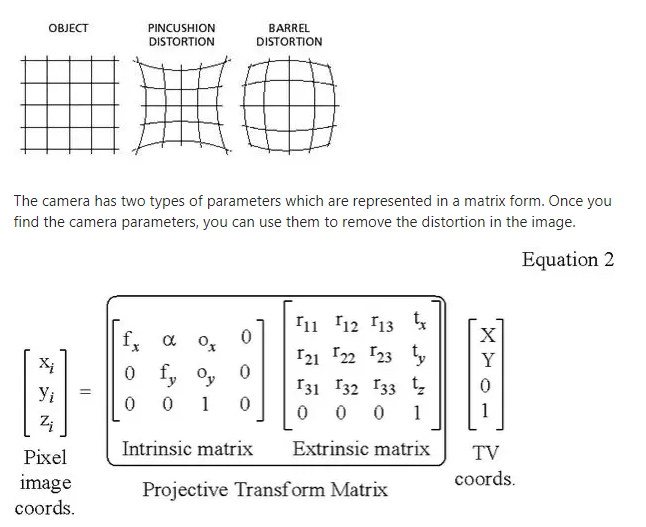 OBJECT
PINCUSHION
DISTORTION
BARREL
DISTORTION
The camera has two types of parameters which are represented in a matrix form. Once you
find the camera parameters, you can use them to remove the distortion in the image.
Equation 2
xᵢ
yᵢ
zᵢ
=
fₓ α oₓ 0
0 f_y o_y 0
0 0 1 0
r₁₁ r₁₂ r₁₃ tₓ
r₂₁ r₂₂ r₂₃ t_y
r₃₁ r₃₂ r₃₃ t_z
0 0 0 1
X
Y
0
1
Pixel
image
coords.
Intrinsic matrix
Extrinsic matrix
Projective Transform Matrix
TV
coords.